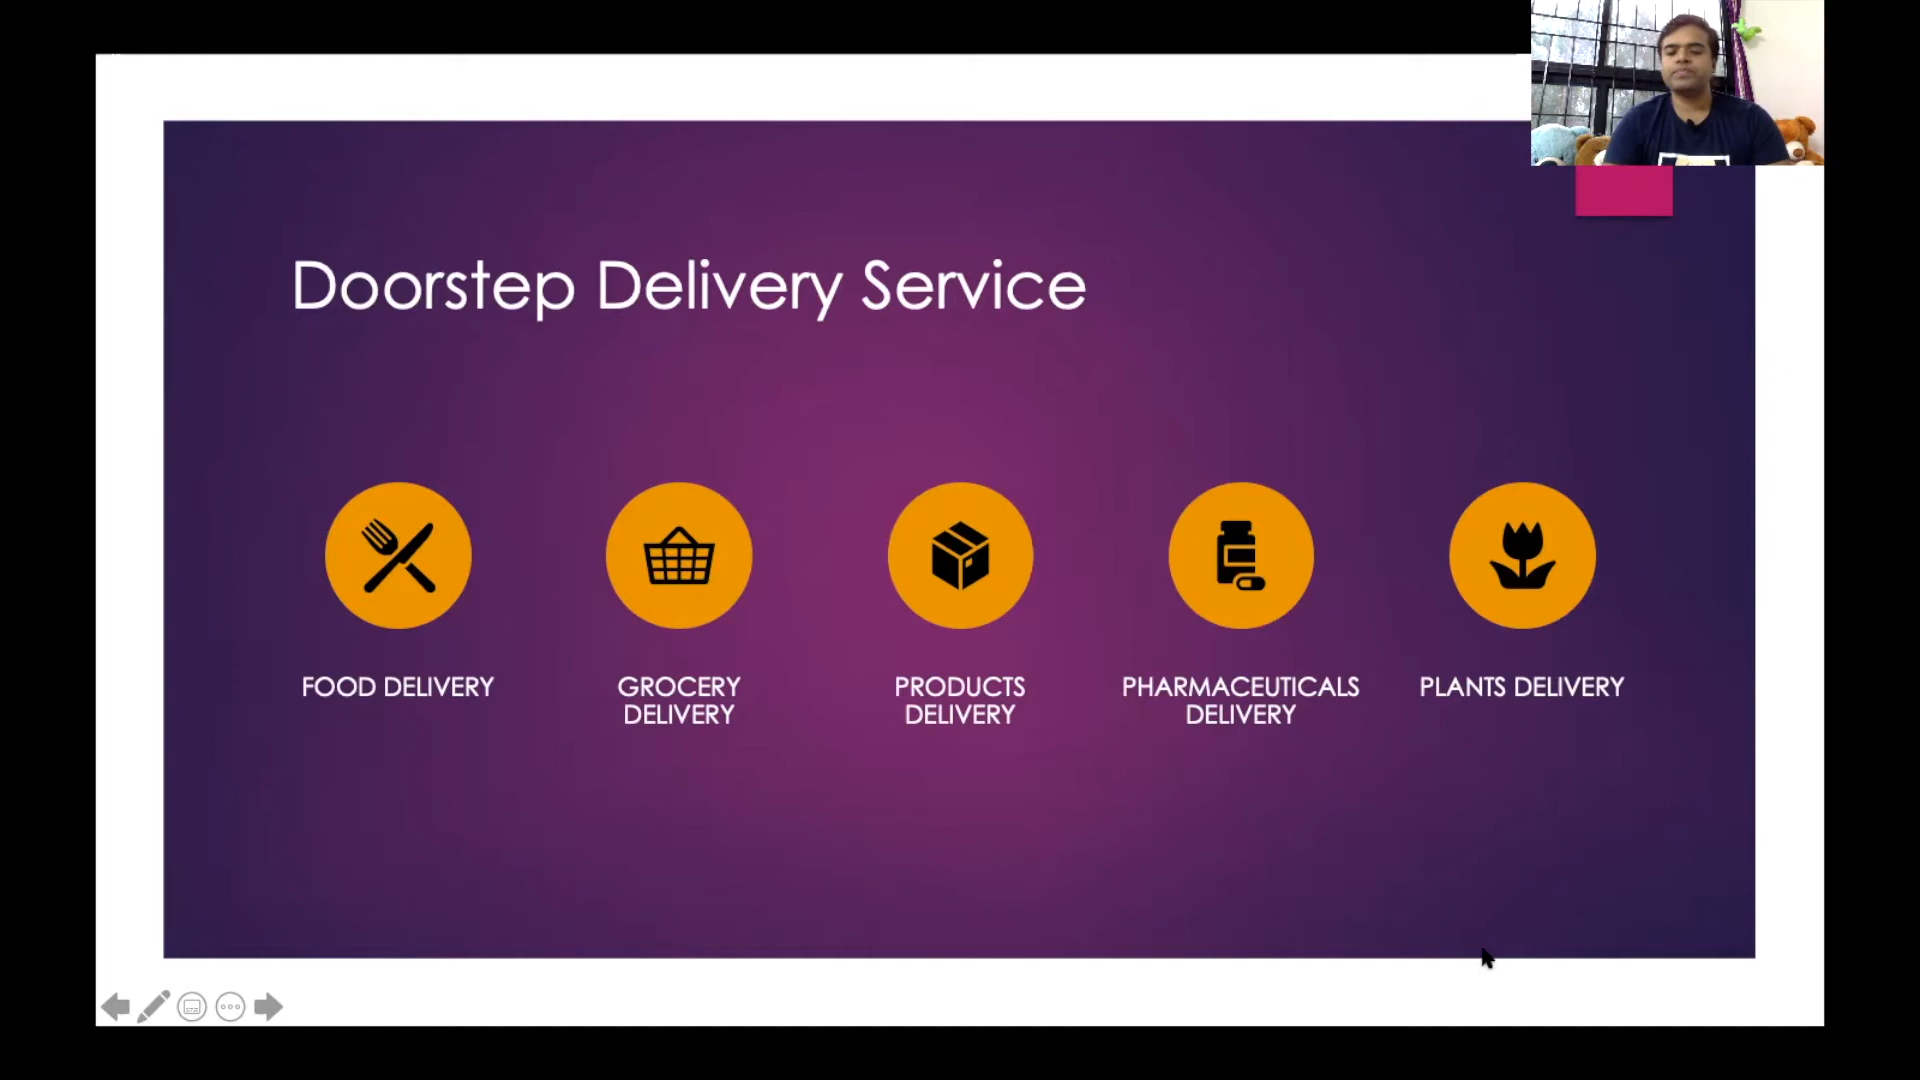 Doorstep Delivery Service
FOOD DELIVERY
GROCERY
DELIVERY
PRODUCTS
DELIVERY
PHARMACEUTICALS
DELIVERY
PLANTS DELIVERY